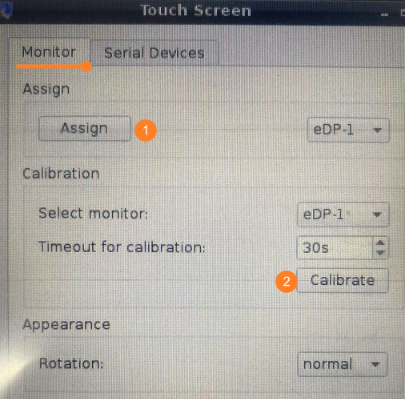 Touch Screen
Monitor Serial Devices
Assign
Assign 1 eDP-1
Calibration
Select monitor: eDP-1
Timeout for calibration: 30s
2 Calibrate
Appearance
Rotation: normal